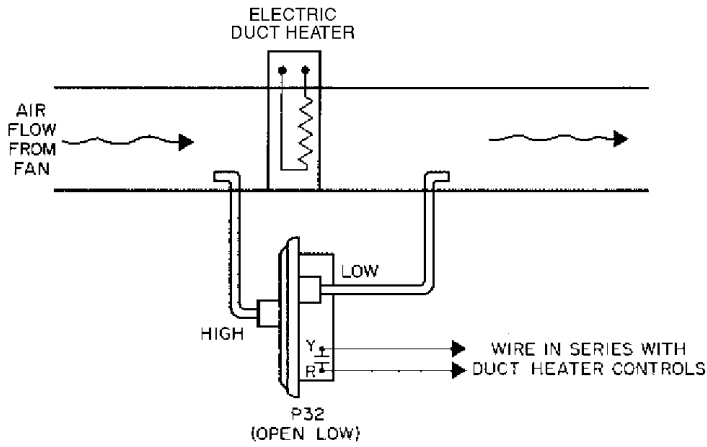 ELECTRIC
DUCT HEATER
AIR
FLOW
FROM
FAN
LOW
HIGH
Y
R
WIRE IN SERIES WITH
DUCT HEATER CONTROLS
P32
(OPEN LOW)